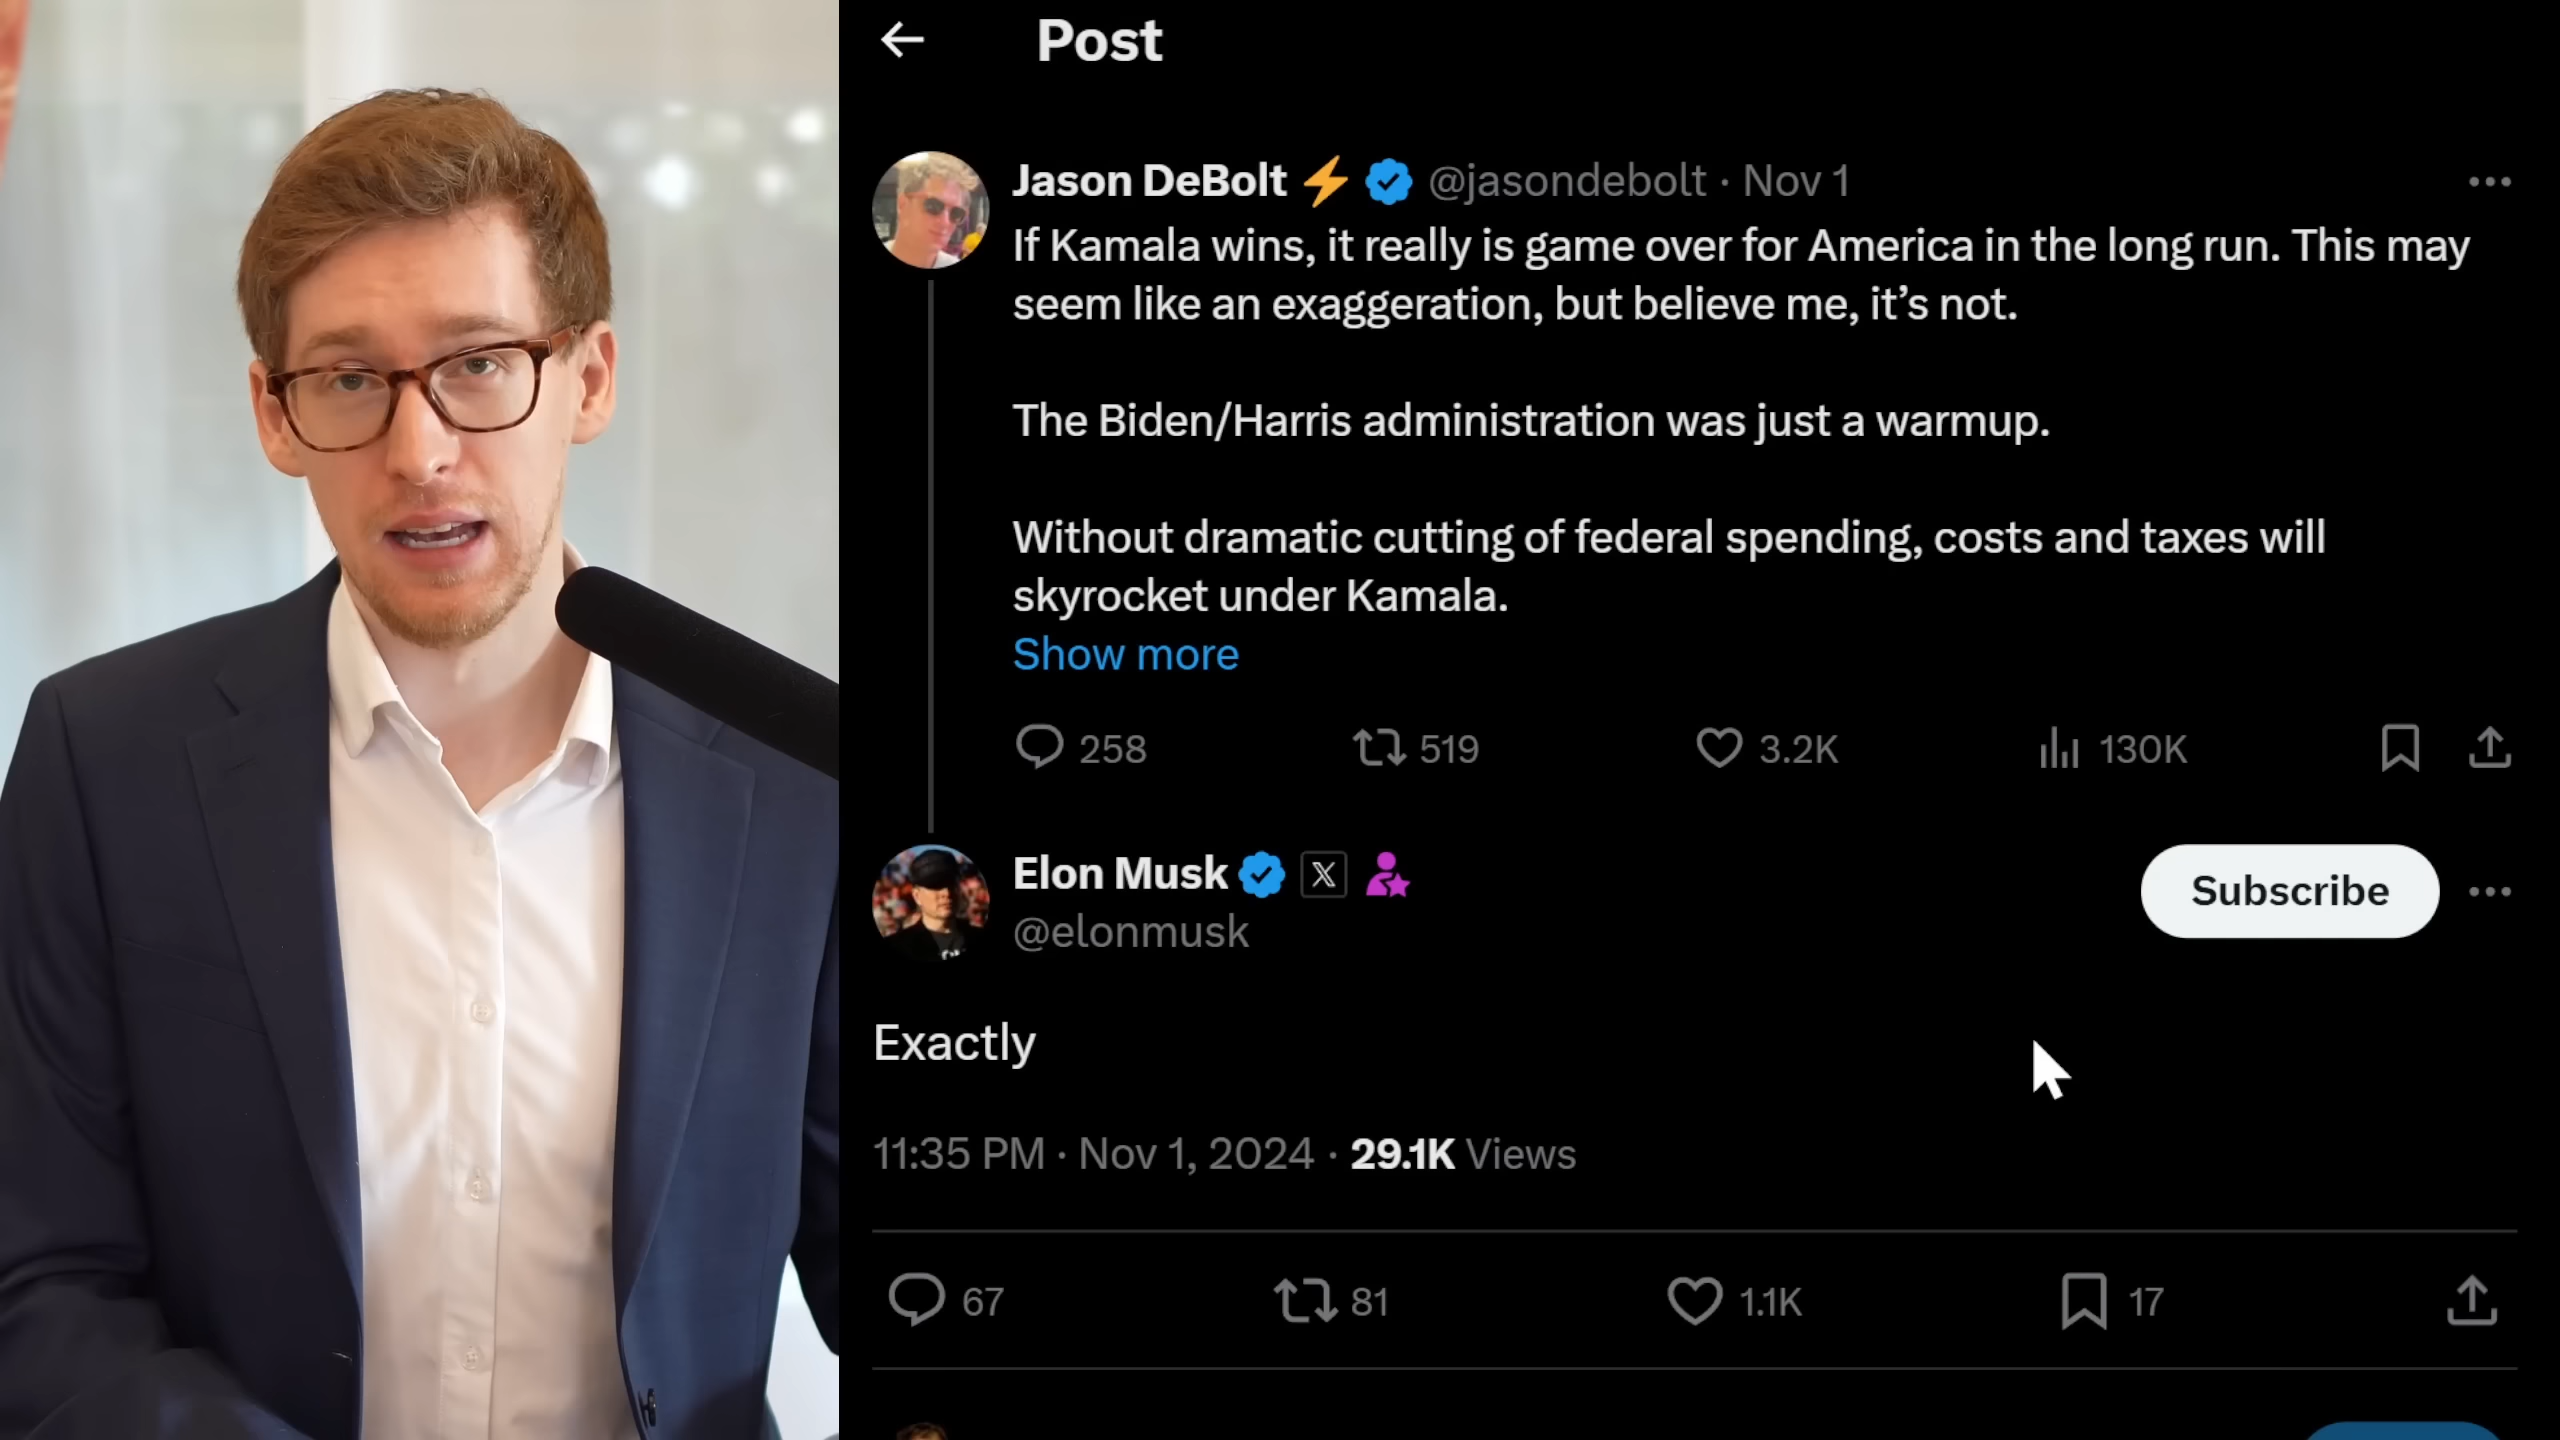 Post
Jason DeBolt ⚡ @jasondebolt · Nov 1
If Kamala wins, it really is game over for America in the long run. This may
seem like an exaggeration, but believe me, it’s not.
The Biden/Harris administration was just a warmup.
Without dramatic cutting of federal spending, costs and taxes will
skyrocket under Kamala.
Show more
258 519 3.2K 130K
Elon Musk
@elonmusk
Subscribe
Exactly
11:35 PM · Nov 1, 2024 · 29.1K Views
67 81 1.1K 17